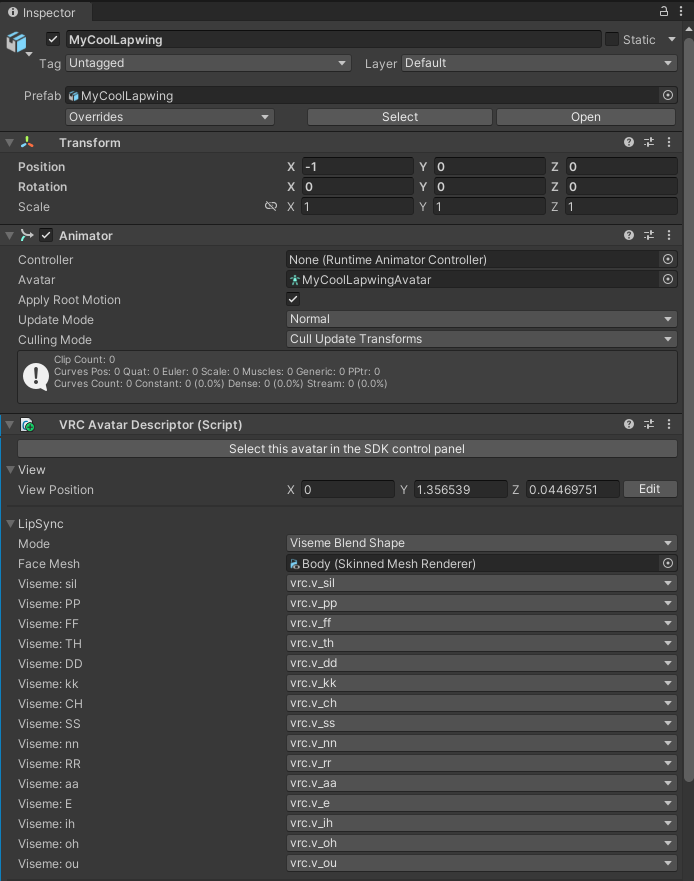 Inspector
MyCoolLapwing Static
Tag Untagged Layer Default
Prefab MyCoolLapwing
Overrides Select Open
Transform
Position X -1 Y 0 Z 0
Rotation X 0 Y 0 Z 0
Scale X 1 Y 1 Z 1
Animator
Controller None (Runtime Animator Controller)
Avatar MyCoolLapwingAvatar
Apply Root Motion
Update Mode Normal
Culling Mode Cull Update Transforms
Clip Count: 0
Curves Pos: 0 Quat: 0 Euler: 0 Scale: 0 Muscles: 0 Generic: 0 PPtr: 0
Curves Count: 0 Constant: 0 (0.0%) Dense: 0 (0.0%) Stream: 0 (0.0%)
VRC Avatar Descriptor (Script)
Select this avatar in the SDK control panel
View
View Position X 0 Y 1.356539 Z 0.04469751 Edit
LipSync
Mode Viseme Blend Shape
Face Mesh Body (Skinned Mesh Renderer)
Viseme: sil vrc.v_sil
Viseme: PP vrc.v_pp
Viseme: FF vrc.v_ff
Viseme: TH vrc.v_th
Viseme: DD vrc.v_dd
Viseme: kk vrc.v_kk
Viseme: CH vrc.v_ch
Viseme: SS vrc.v_ss
Viseme: nn vrc.v_nn
Viseme: RR vrc.v_rr
Viseme: aa vrc.v_aa
Viseme: E vrc.v_e
Viseme: ih vrc.v_ih
Viseme: oh vrc.v_oh
Viseme: ou vrc.v_ou